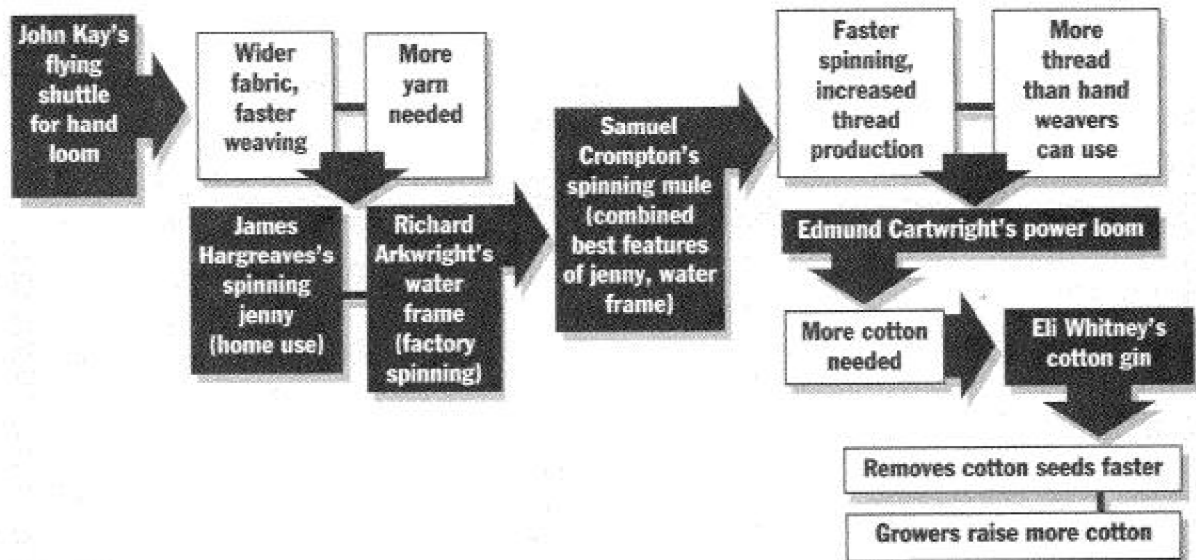 John Kay's
flying
shuttle
for hand
loom
Wider
fabric,
faster
weaving
More
yarn
needed
James
Hargreaves's
spinning
jenny
(home use)
Richard
Arkwright's
water
frame
(factory
spinning)
Samuel
Crompton's
spinning mule
(combined
best features
of jenny, water
frame)
Faster
spinning,
increased
thread
production
More
thread
than hand
weavers
can use
Edmund Cartwright's power loom
More cotton
needed
Eli Whitney's
cotton gin
Removes cotton seeds faster
Growers raise more cotton